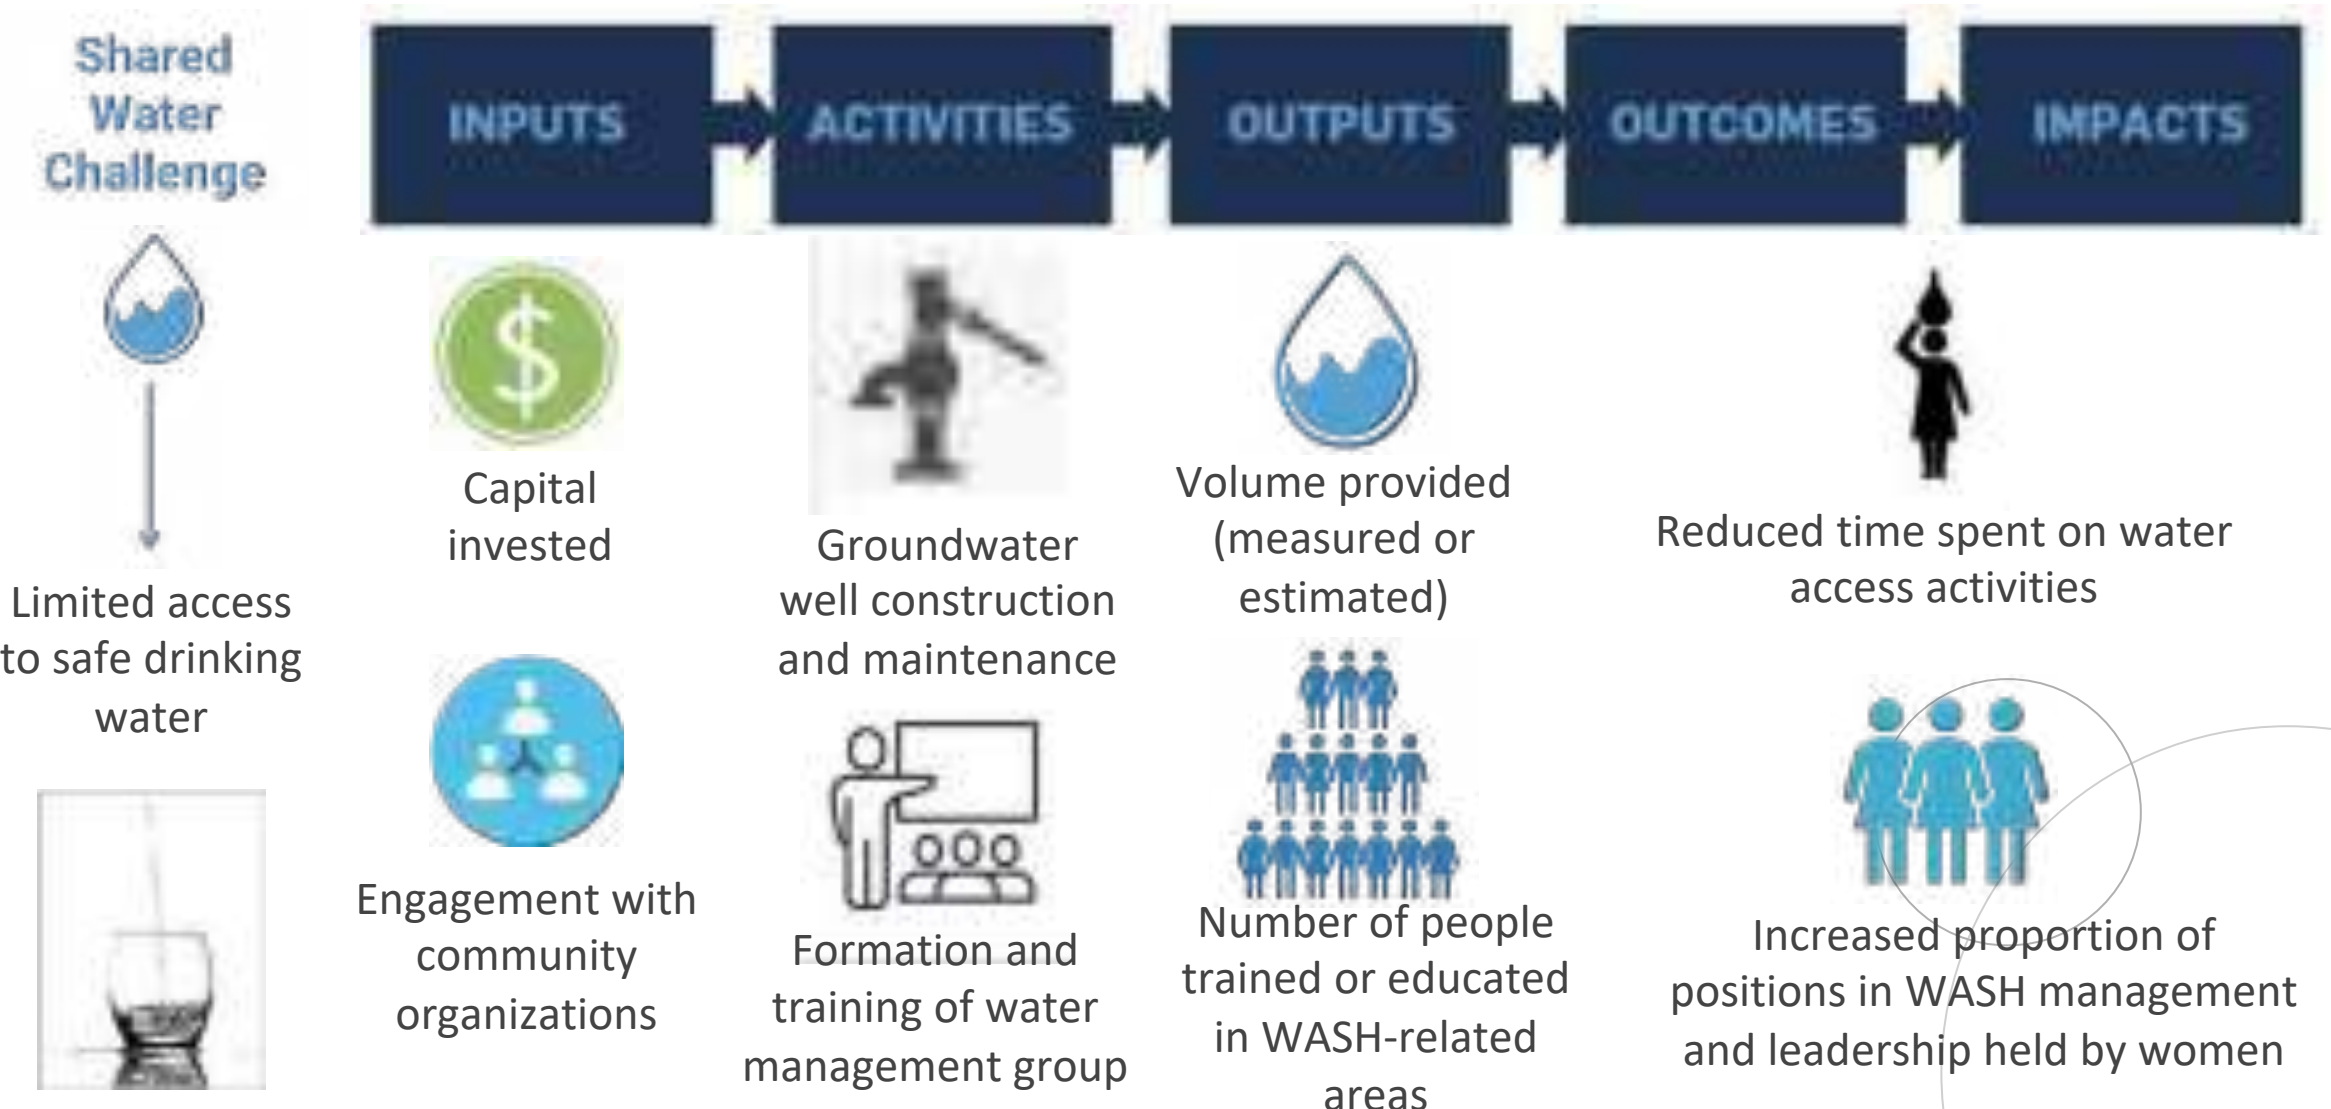 Shared
Water
Challenge
INPUTS
ACTIVITIES
OUTPUTS
OUTCOMES
IMPACTS
Limited access
to safe drinking
water
Capital
invested
Engagement with
community
organizations
Groundwater
well construction
and maintenance
Formation and
training of water
management group
Volume provided
(measured or
estimated)
Number of people
trained or educated
in WASH-related
areas
Reduced time spent on water
access activities
Increased proportion of
positions in WASH management
and leadership held by women